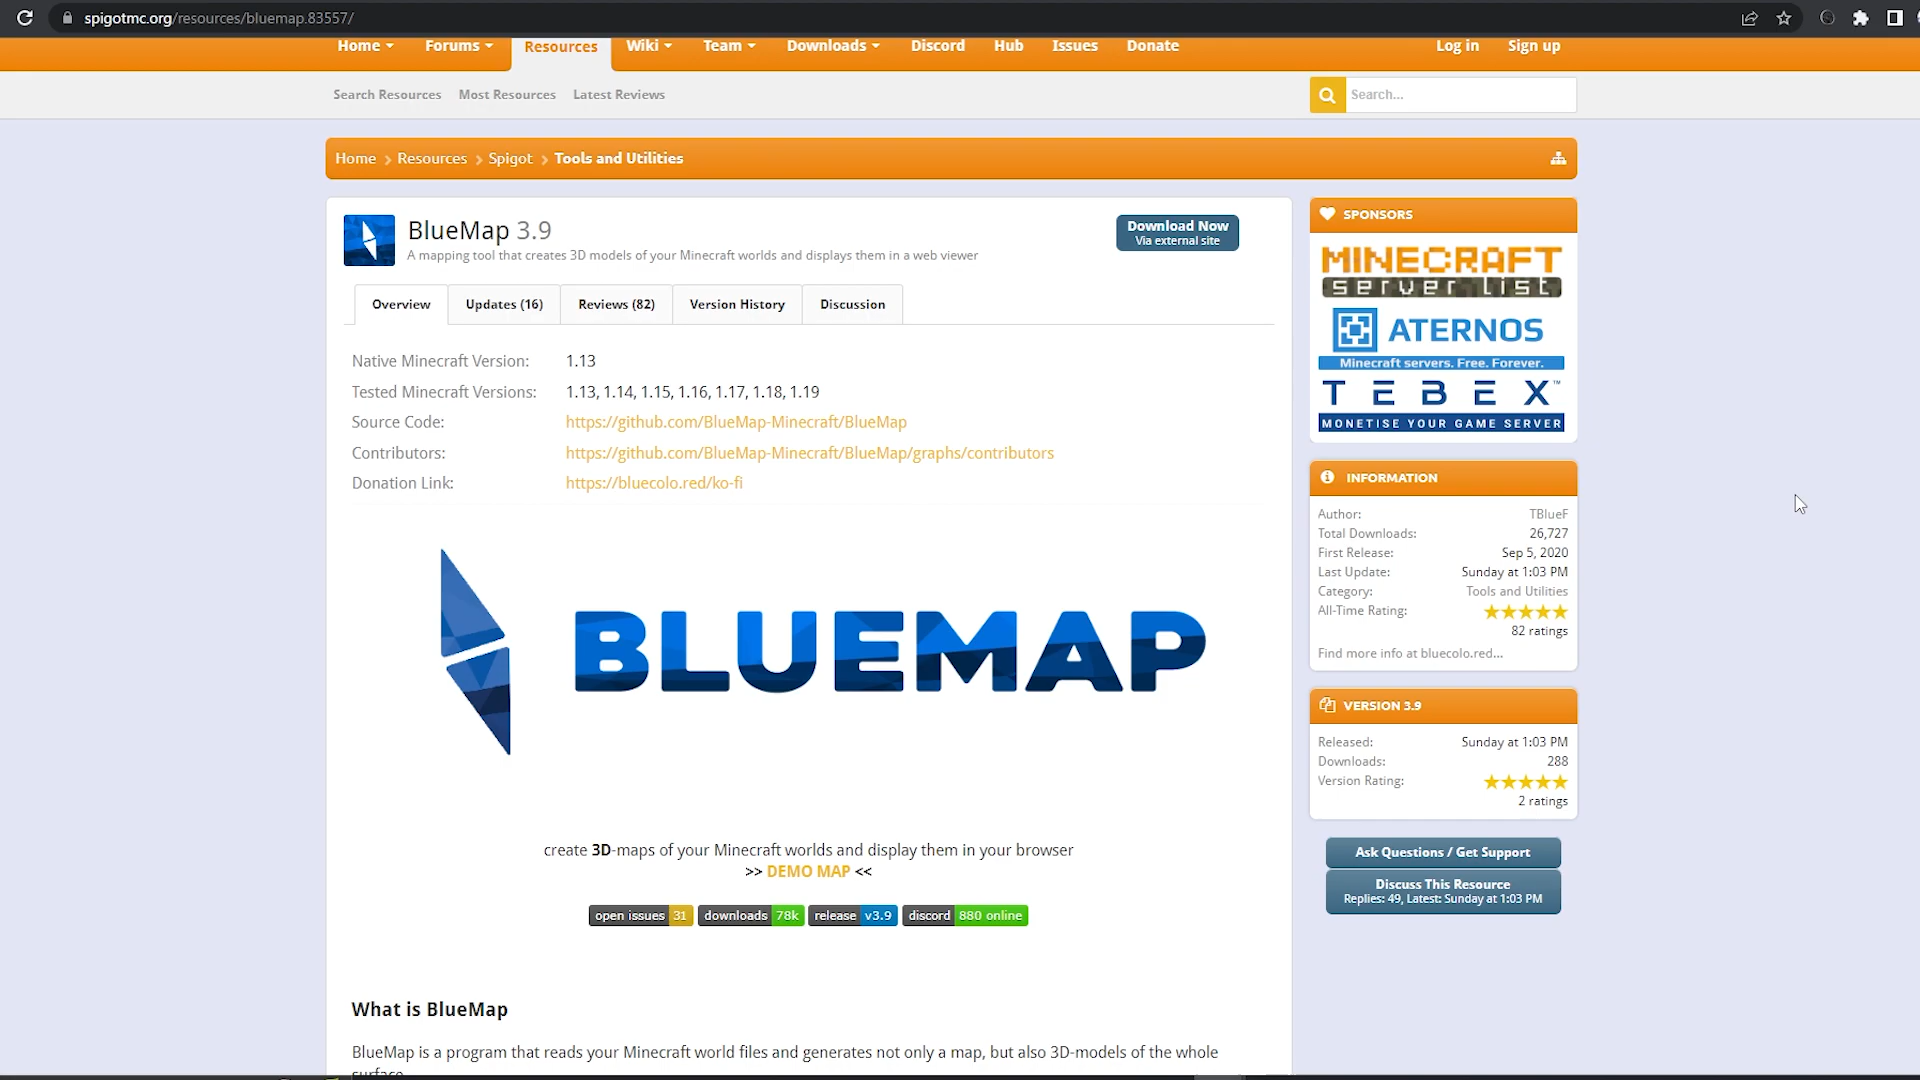 spigotmc.org/resources/bluemap.83557/
Home Forums Resources Wiki Team Downloads Discord Hub Issues Donate Log in Sign up
Search Resources Most Resources Latest Reviews Search...
Home > Resources > Spigot > Tools and Utilities
BlueMap 3.9
A mapping tool that creates 3D models of your Minecraft worlds and displays them in a web viewer
Download Now
Via external site
Overview Updates (16) Reviews (82) Version History Discussion
Native Minecraft Version: 1.13
Tested Minecraft Versions: 1.13, 1.14, 1.15, 1.16, 1.17, 1.18, 1.19
Source Code: https://github.com/BlueMap-Minecraft/BlueMap
Contributors: https://github.com/BlueMap-Minecraft/BlueMap/graphs/contributors
Donation Link: https://bluecolo.red/ko-fi
BLUEMAP
create 3D-maps of your Minecraft worlds and display them in your browser
>> DEMO MAP <<
open issues 31 downloads 78k release v3.9 discord 880 online
What is BlueMap
BlueMap is a program that reads your Minecraft world files and generates not only a map, but also 3D-models of the whole
surface.
SPONSORS
MINECRAFT
server list
ATERNOS
Minecraft servers. Free. Forever.
TEBEX™
MONETISE YOUR GAME SERVER
INFORMATION
Author: TBlueF
Total Downloads: 26,727
First Release: Sep 5, 2020
Last Update: Sunday at 1:03 PM
Category: Tools and Utilities
All-Time Rating:
82 ratings
Find more info at bluecolo.red...
VERSION 3.9
Released: Sunday at 1:03 PM
Downloads: 288
Version Rating:
2 ratings
Ask Questions / Get Support
Discuss This Resource
Replies: 49, Latest: Sunday at 1:03 PM